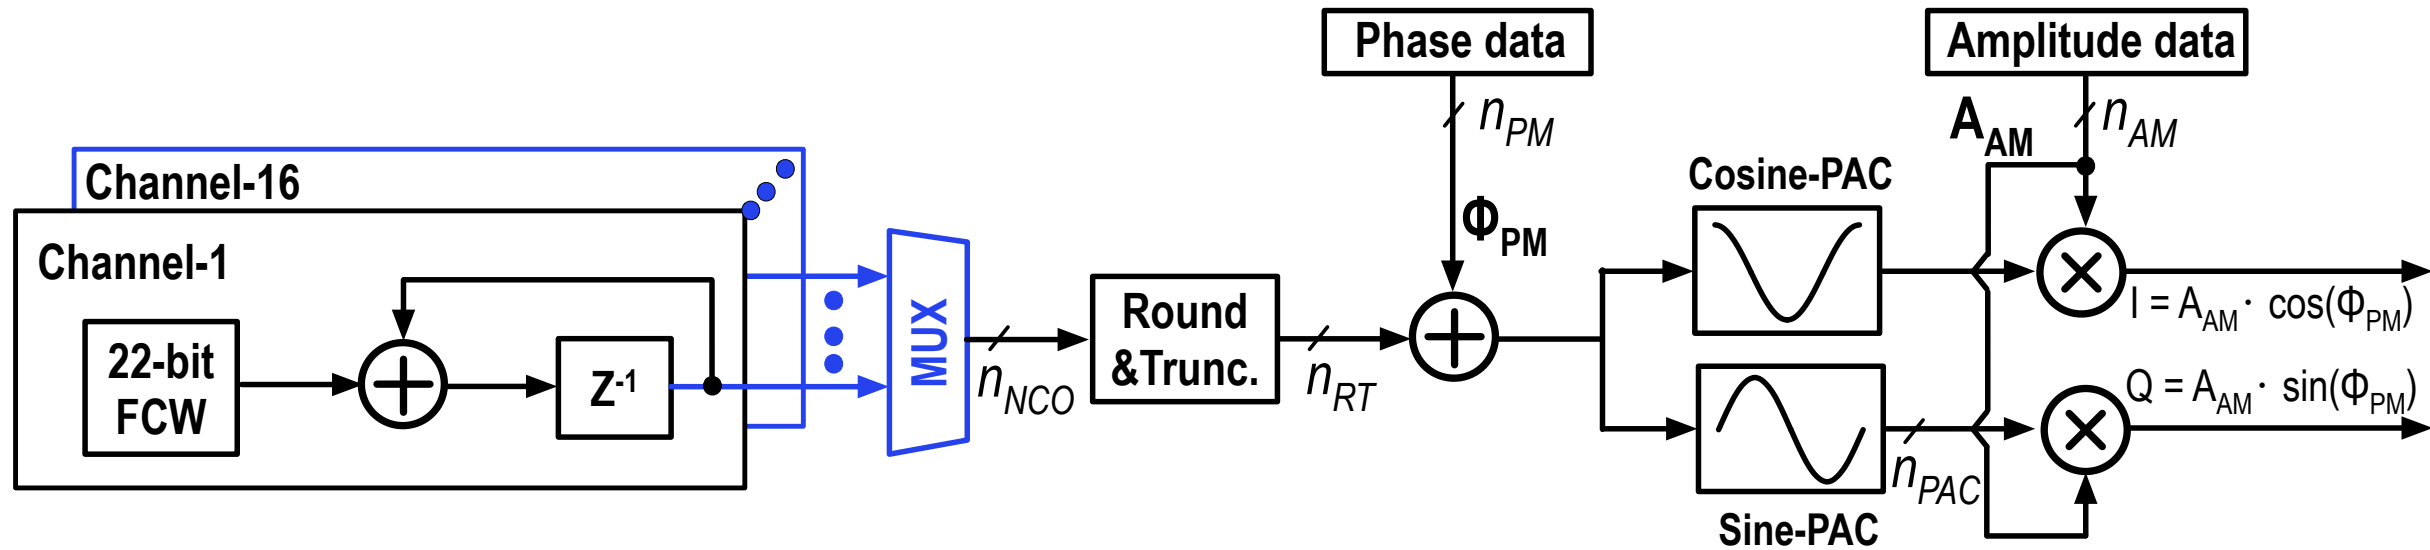 Phase data
Amplitude data
n_PM
A_AM
n_AM
Channel-16
Channel-1
Φ_PM
Cosine-PAC
22-bit
FCW
Z^-1
MUX
n_NCO
Round
&Trunc.
n_RT
I = A_AM · cos(Φ_PM)
Q = A_AM · sin(Φ_PM)
n_PAC
Sine-PAC